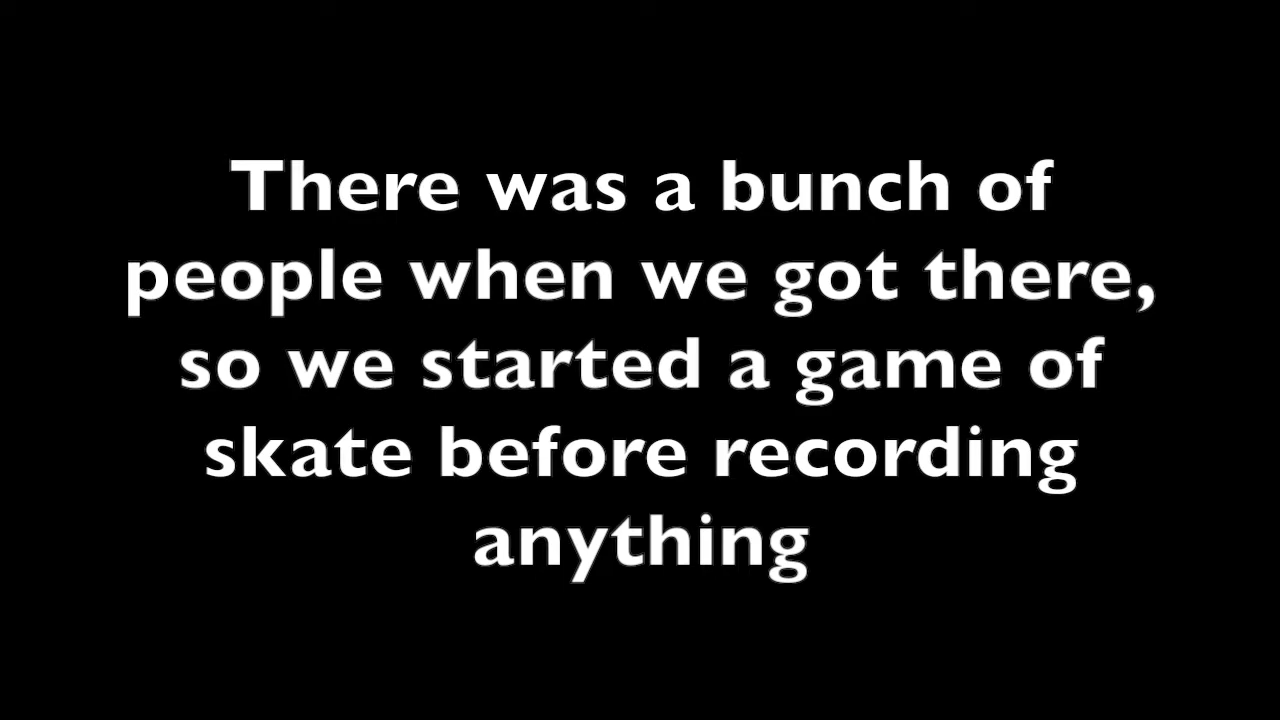 There was a bunch of
people when we got there,
so we started a game of
skate before recording
anything